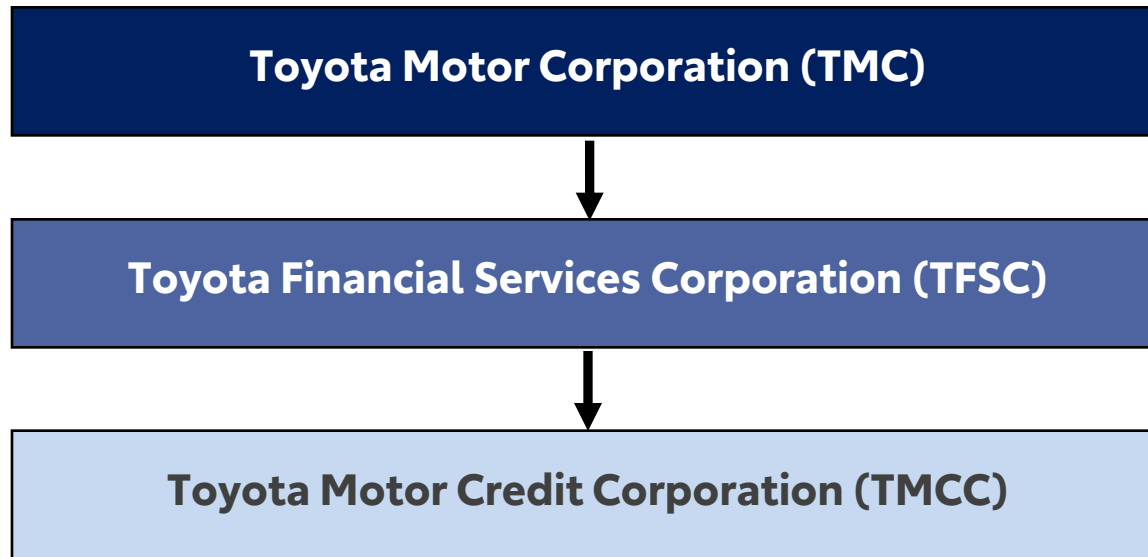 Toyota Motor Corporation (TMC)
Toyota Financial Services Corporation (TFSC)
Toyota Motor Credit Corporation (TMCC)